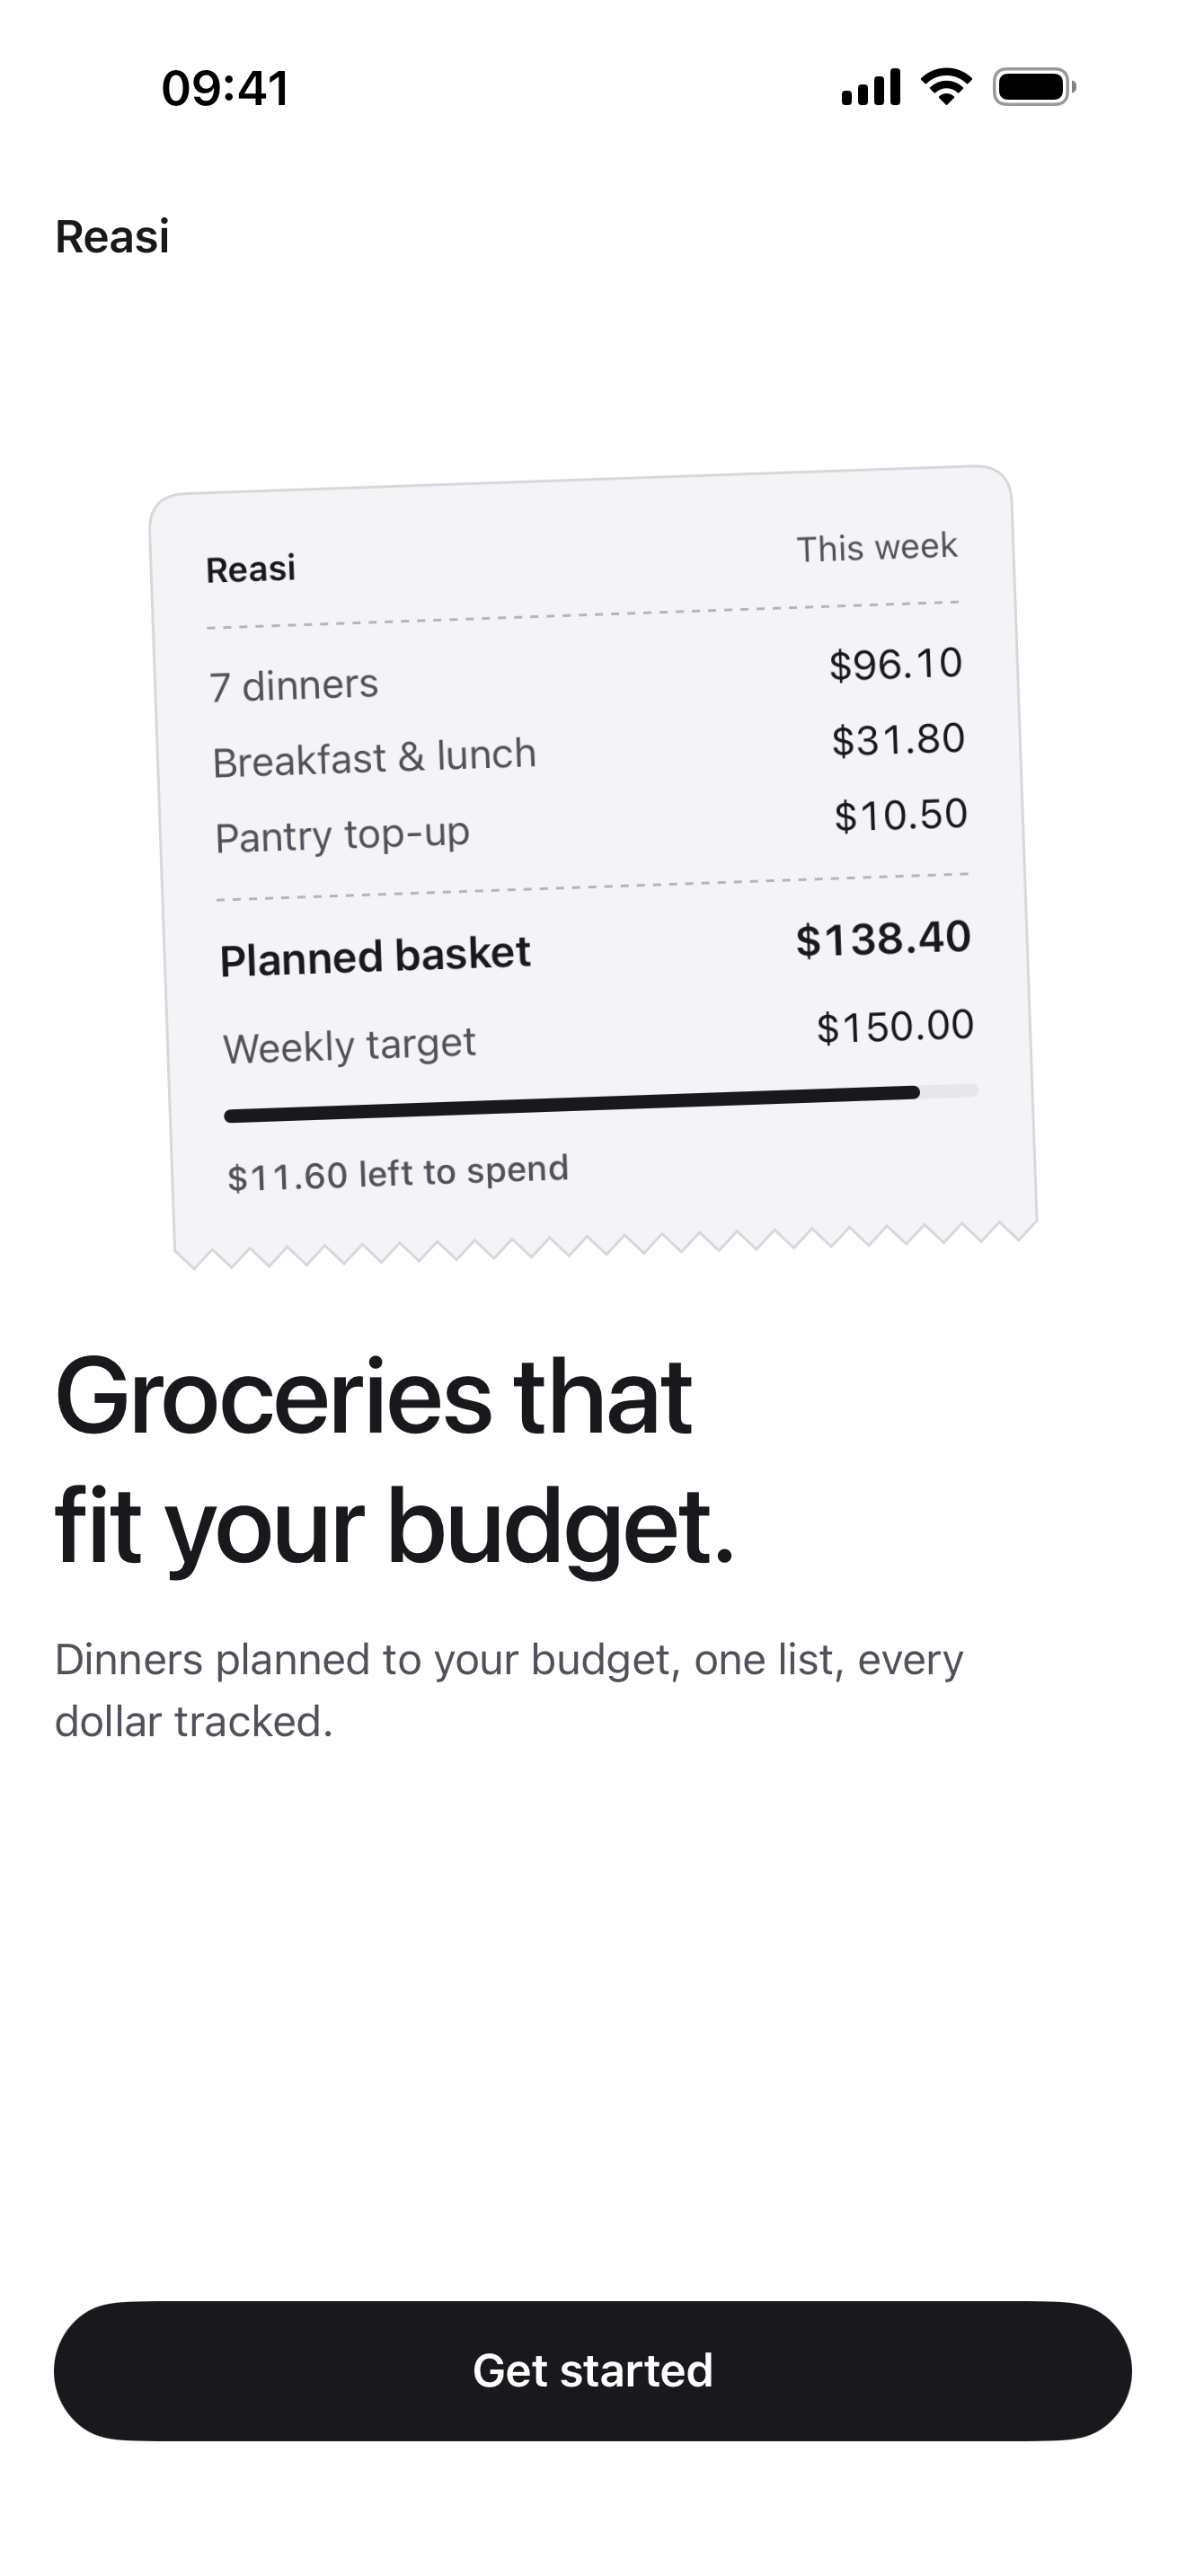 09:41
Reasi
Reasi This week
7 dinners $96.10
Breakfast & lunch $31.80
Pantry top-up $10.50
Planned basket $138.40
Weekly target $150.00
$11.60 left to spend
Groceries that
fit your budget.
Dinners planned to your budget, one list, every
dollar tracked.
Get started